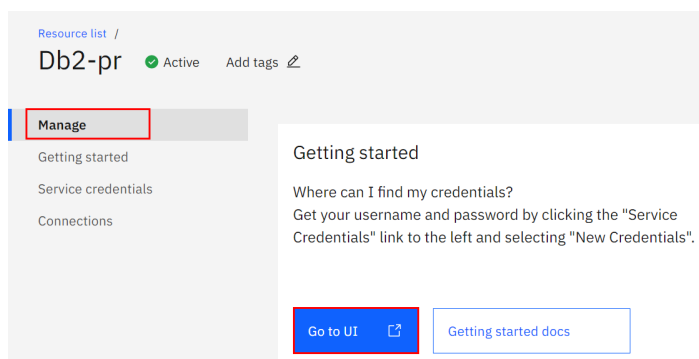 Resource list /
Db2-pr Active Add tags
Manage
Getting started
Service credentials
Connections
Getting started
Where can I find my credentials?
Get your username and password by clicking the "Service
Credentials" link to the left and selecting "New Credentials".
Go to UI
Getting started docs